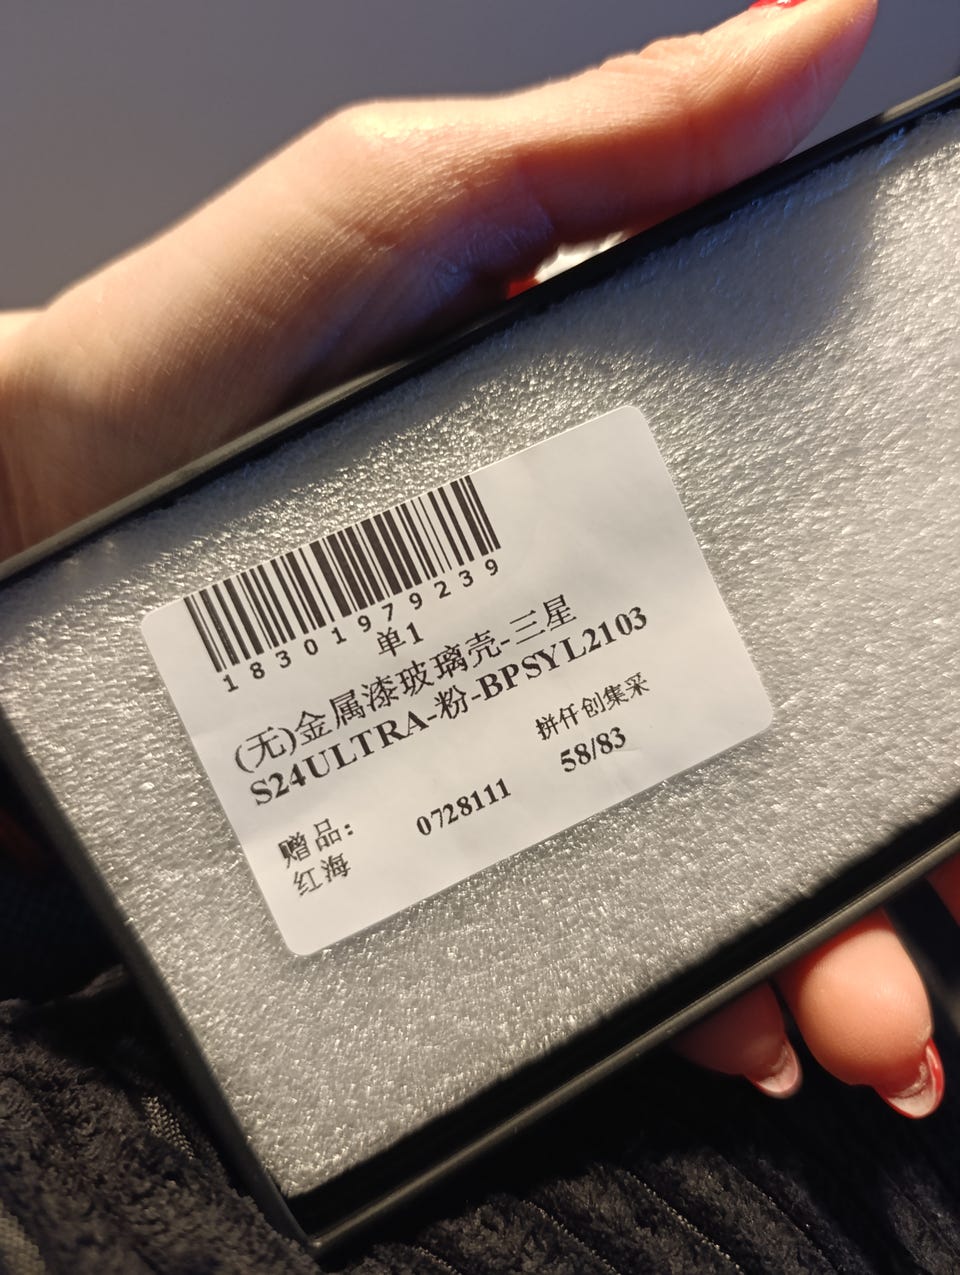 18301979239
单1
(无)金属漆玻璃壳-三星
S24ULTRA-粉-BPSYL2103
拼仟创集采
赠品: 0728111 58/83
红海